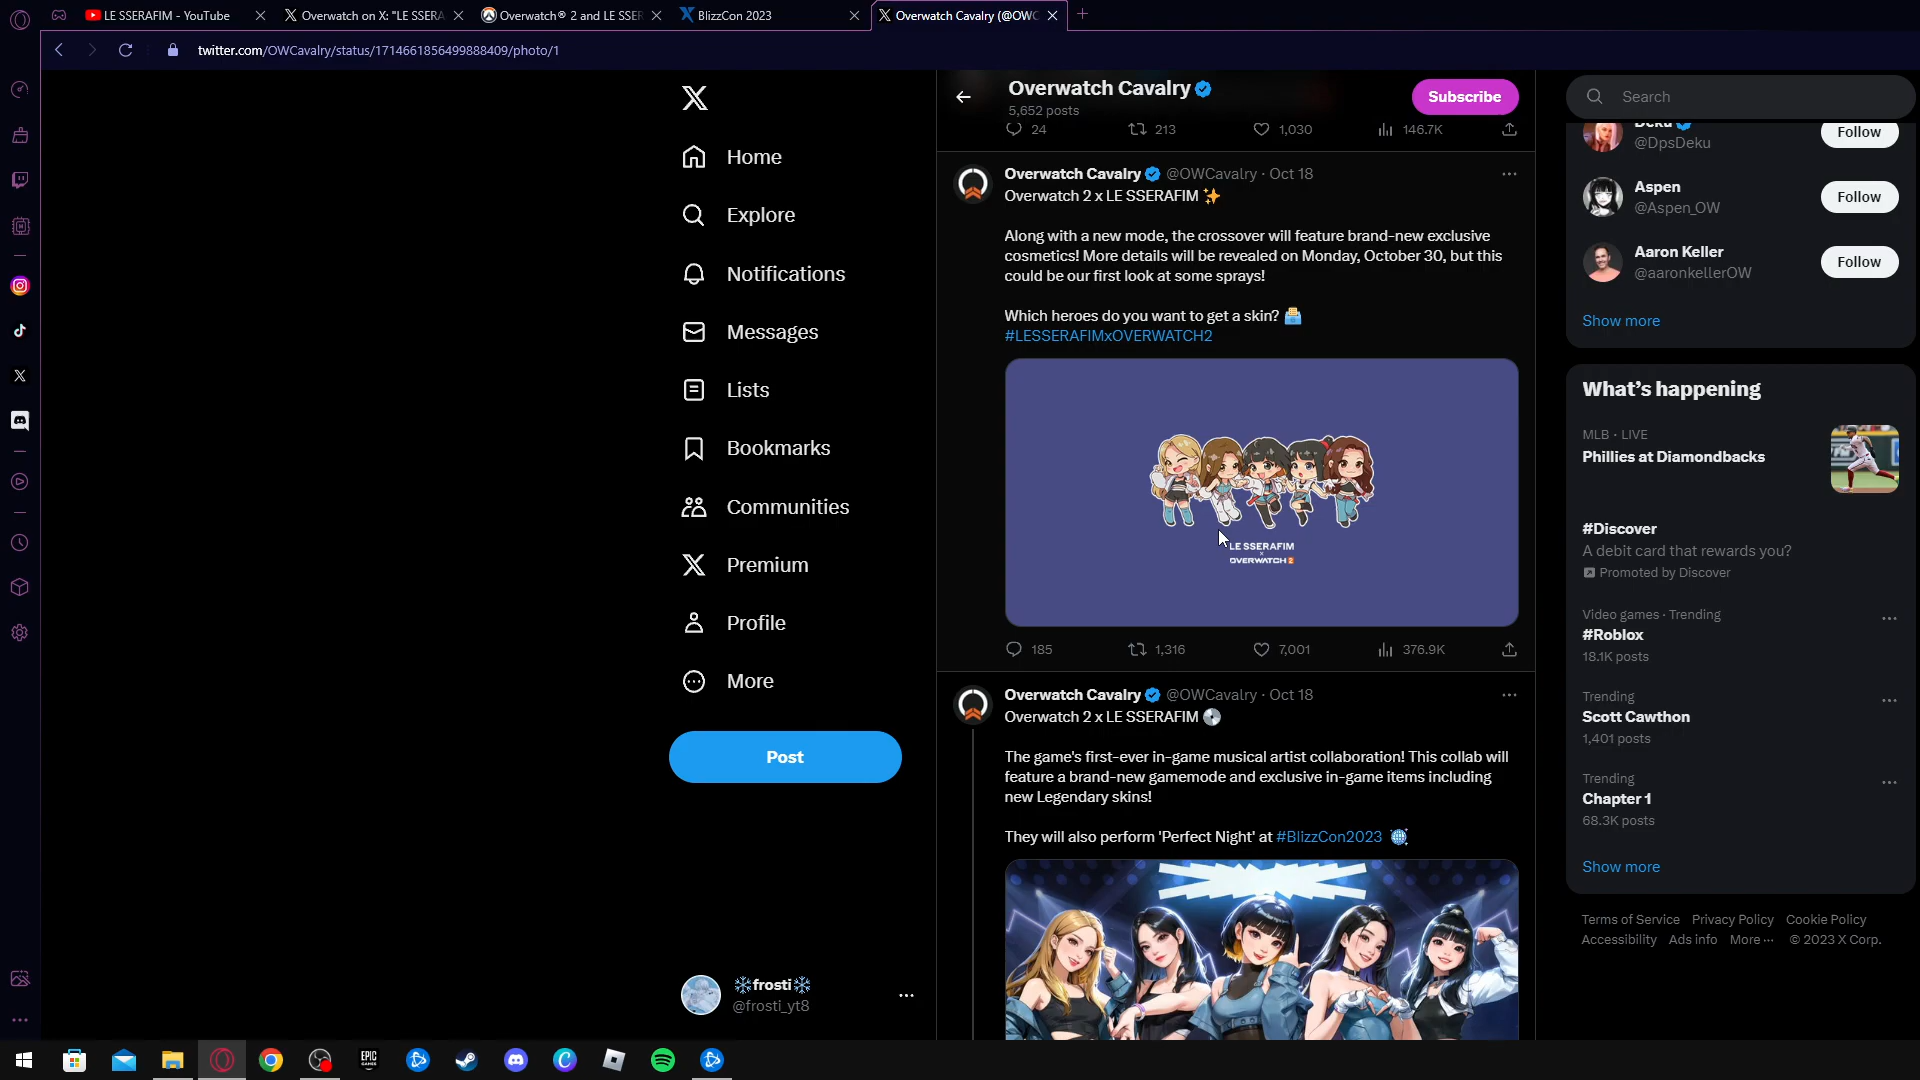 LE SSERAFIM - YouTube
Overwatch on X: "LE SSERA
Overwatch® 2 and LE SSER
BlizzCon 2023
Overwatch Cavalry (@OWC
twitter.com/OWCavalry/status/1714661856499888409/photo/1
Home
Explore
Notifications
Messages
Lists
Bookmarks
Communities
Premium
Profile
More
Post
❄frosti❄
@frosti_yt8
Overwatch Cavalry
5,652 posts
Subscribe
24 213 1,030 146.7K
Overwatch Cavalry @OWCavalry · Oct 18
Overwatch 2 x LE SSERAFIM ✨
Along with a new mode, the crossover will feature brand-new exclusive
cosmetics! More details will be revealed on Monday, October 30, but this
could be our first look at some sprays!
Which heroes do you want to get a skin?
#LESSERAFIMxOVERWATCH2
LE SSERAFIM
×
OVERWATCH 2
185 1,316 7,001 376.9K
Overwatch Cavalry @OWCavalry · Oct 18
Overwatch 2 x LE SSERAFIM 💿
The game's first-ever in-game musical artist collaboration! This collab will
feature a brand-new gamemode and exclusive in-game items including
new Legendary skins!
They will also perform 'Perfect Night' at #BlizzCon2023
Search
Deku
@DpsDeku
Follow
Aspen
@Aspen_OW
Follow
Aaron Keller
@aaronkellerOW
Follow
Show more
What's happening
MLB · LIVE
Phillies at Diamondbacks
#Discover
A debit card that rewards you?
Promoted by Discover
Video games · Trending
#Roblox
18.1K posts
Trending
Scott Cawthon
1,401 posts
Trending
Chapter 1
68.3K posts
Show more
Terms of Service Privacy Policy Cookie Policy
Accessibility Ads info More ··· © 2023 X Corp.
EPIC
GAMES